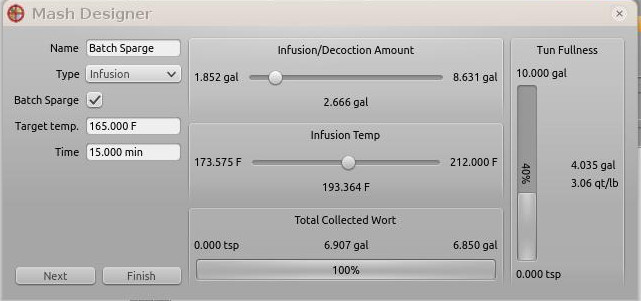 Mash Designer
Name Batch Sparge
Type Infusion
Batch Sparge
Target temp. 165.000 F
Time 15.000 min
Next Finish
Infusion/Decoction Amount
1.852 gal 8.631 gal
2.666 gal
Infusion Temp
173.575 F 212.000 F
193.364 F
Total Collected Wort
0.000 tsp 6.907 gal 6.850 gal
100%
Tun Fullness
10.000 gal
40%
4.035 gal
3.06 qt/lb
0.000 tsp